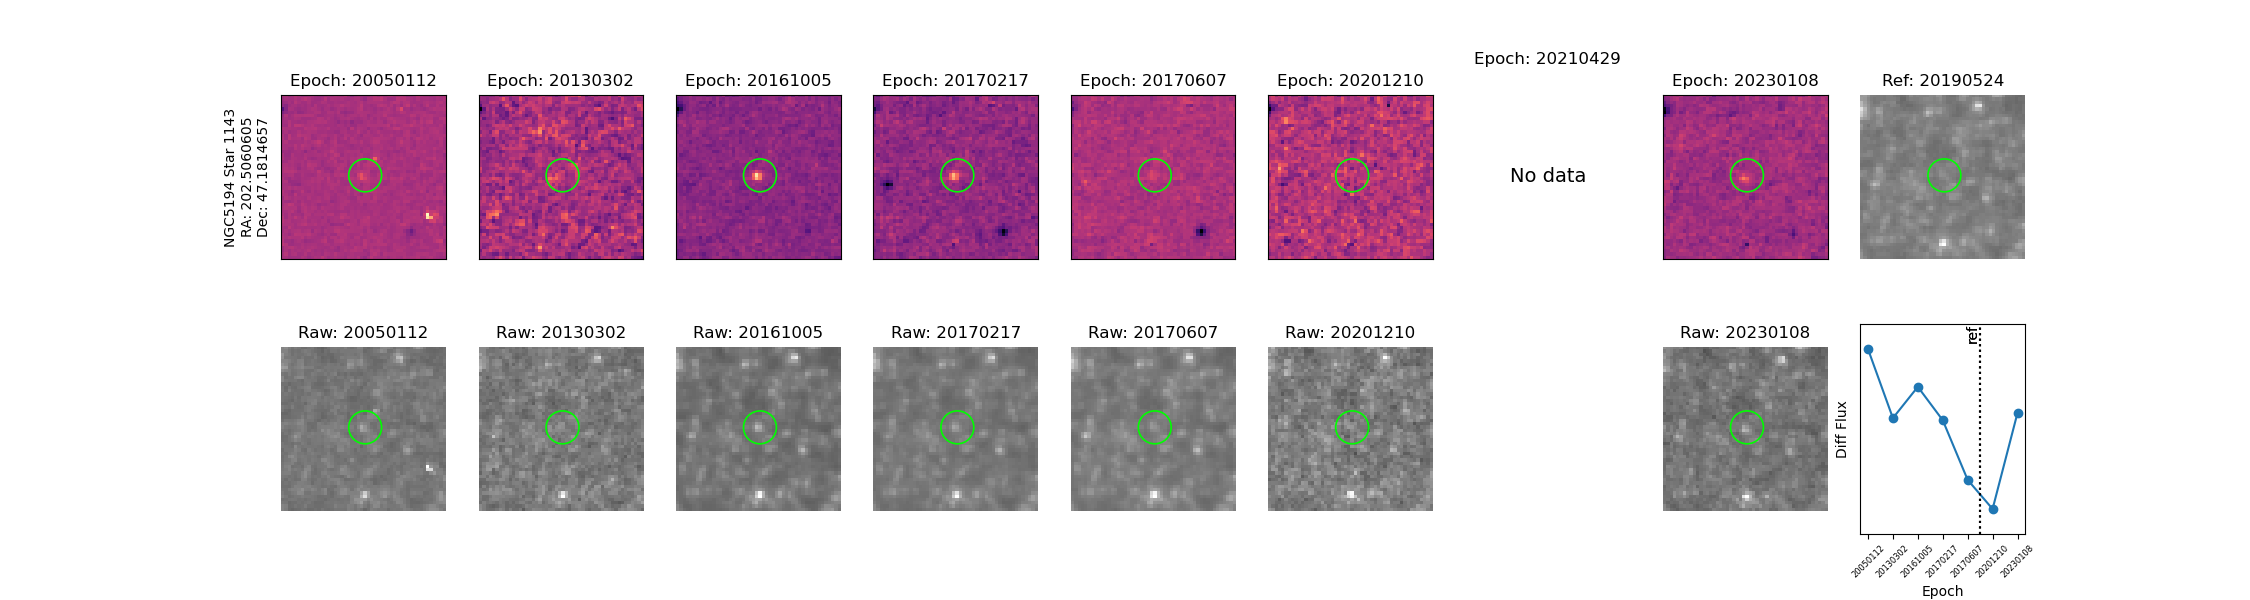 Epoch: 20210429
Epoch: 20050112
Epoch: 20130302
Epoch: 20161005
Epoch: 20170217
Epoch: 20170607
Epoch: 20201210
Epoch: 20230108
Ref: 20190524
NGC5194 Star 1143
RA: 202.5060605
Dec: 47.1814657
No data
Raw: 20050112
Raw: 20130302
Raw: 20161005
Raw: 20170217
Raw: 20170607
Raw: 20201210
Raw: 20230108
ref
Diff Flux
20050112
20130302
20161005
20170217
20170607
20201210
20230108
Epoch